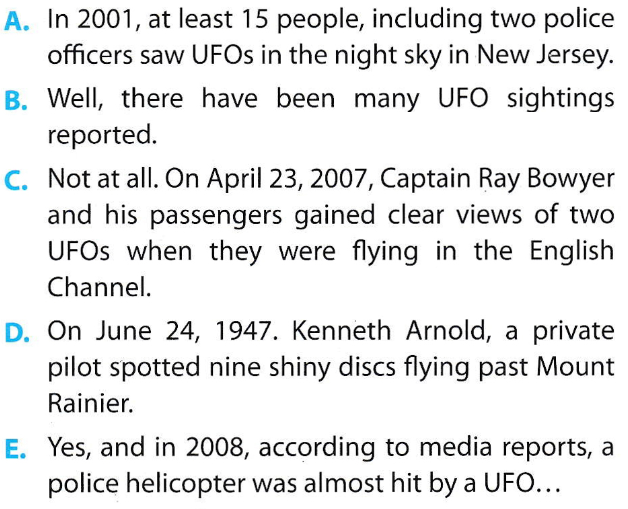 A. In 2001, at least 15 people, including two police
officers saw UFOs in the night sky in New Jersey.
B. Well, there have been many UFO sightings
reported.
C. Not at all. On April 23, 2007, Captain Ray Bowyer
and his passengers gained clear views of two
UFOs when they were flying in the English
Channel.
D. On June 24, 1947. Kenneth Arnold, a private
pilot spotted nine shiny discs flying past Mount
Rainier.
E. Yes, and in 2008, according to media reports, a
police helicopter was almost hit by a UFO...